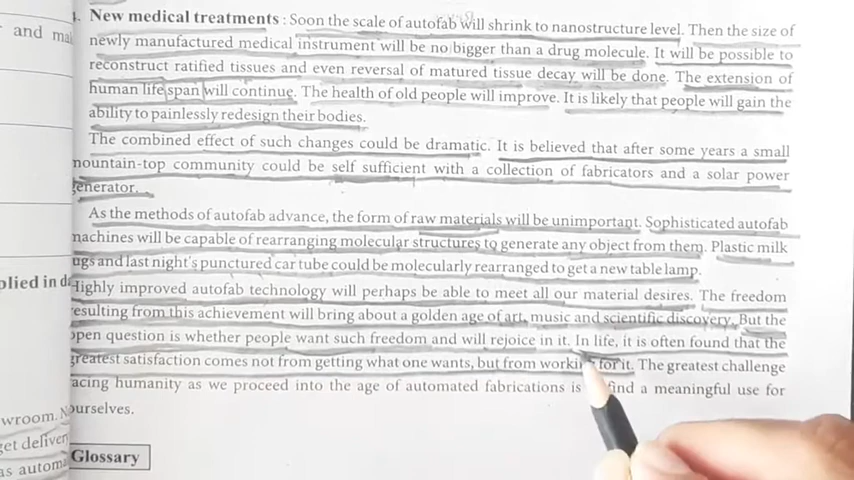 and
New medical treatments : Soon the scale of autofab will shrink to nanostructure level. Then the size of
newly manufactured medical instrument will be no bigger than a drug molecule. It will be possible to
reconstruct ratified tissues and even reversal of matured tissue decay will be done. The extension of
human life span will continue. The health of old people will improve. It is likely that people will gain the
ability to painlessly redesign their bodies.
The combined effect of such changes could be dramatic. It is believed that after some years a small
mountain-top community could be self sufficient with a collection of fabricators and a solar power
generator.
As the methods of autofab advance, the form of raw materials will be unimportant. Sophisticated autofab
machines will be capable of rearranging molecular structures to generate any object from them. Plastic milk
ugs and last night's punctured car tube could be molecularly rearranged to get a new table lamp.
plied in
Highly improved autofab technology will perhaps be able to meet all our material desires. The freedom
resulting from this achievement will bring about a golden age of art, music and scientific discovery. But the
open question is whether people want such freedom and will rejoice in it. In life, it is often found that the
greatest satisfaction comes not from getting what one wants, but from working for it. The greatest challenge
facing humanity as we proceed into the age of automated fabrications is find a meaningful use for
ourselves.
wroom.
get delivery
as automa
Glossary